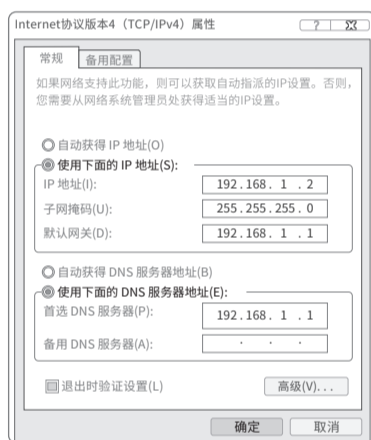 Internet协议版本4（TCP/IPv4）属性
?
常规 备用配置
如果网络支持此功能，则可以获取自动指派的IP设置。否则，
您需要从网络系统管理员处获得适当的IP设置。
自动获得 IP 地址(O)
使用下面的 IP 地址(S):
IP 地址(I): 192.168. 1 . 2
子网掩码(U): 255.255.255. 0
默认网关(D): 192.168. 1 . 1
自动获得 DNS 服务器地址(B)
使用下面的 DNS 服务器地址(E):
首选 DNS 服务器(P): 192.168. 1 . 1
备用 DNS 服务器(A): . . .
退出时验证设置(L) 高级(V)...
确定 取消